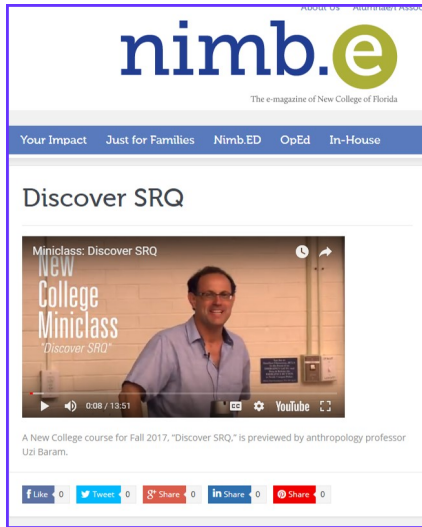 About Us Alumnae/i Assoc
nimb.e
The e-magazine of New College of Florida
Your Impact Just for Families Nimb.ED OpEd In-House
Discover SRQ
Miniclass: Discover SRQ
New
College
Miniclass
"Discover SRQ"
0:08 / 13:51 CC YouTube
A New College course for Fall 2017, "Discover SRQ," is previewed by anthropology professor
Uzi Baram.
f Like 0 Tweet 0 g+ Share 0 in Share 0 Share 0